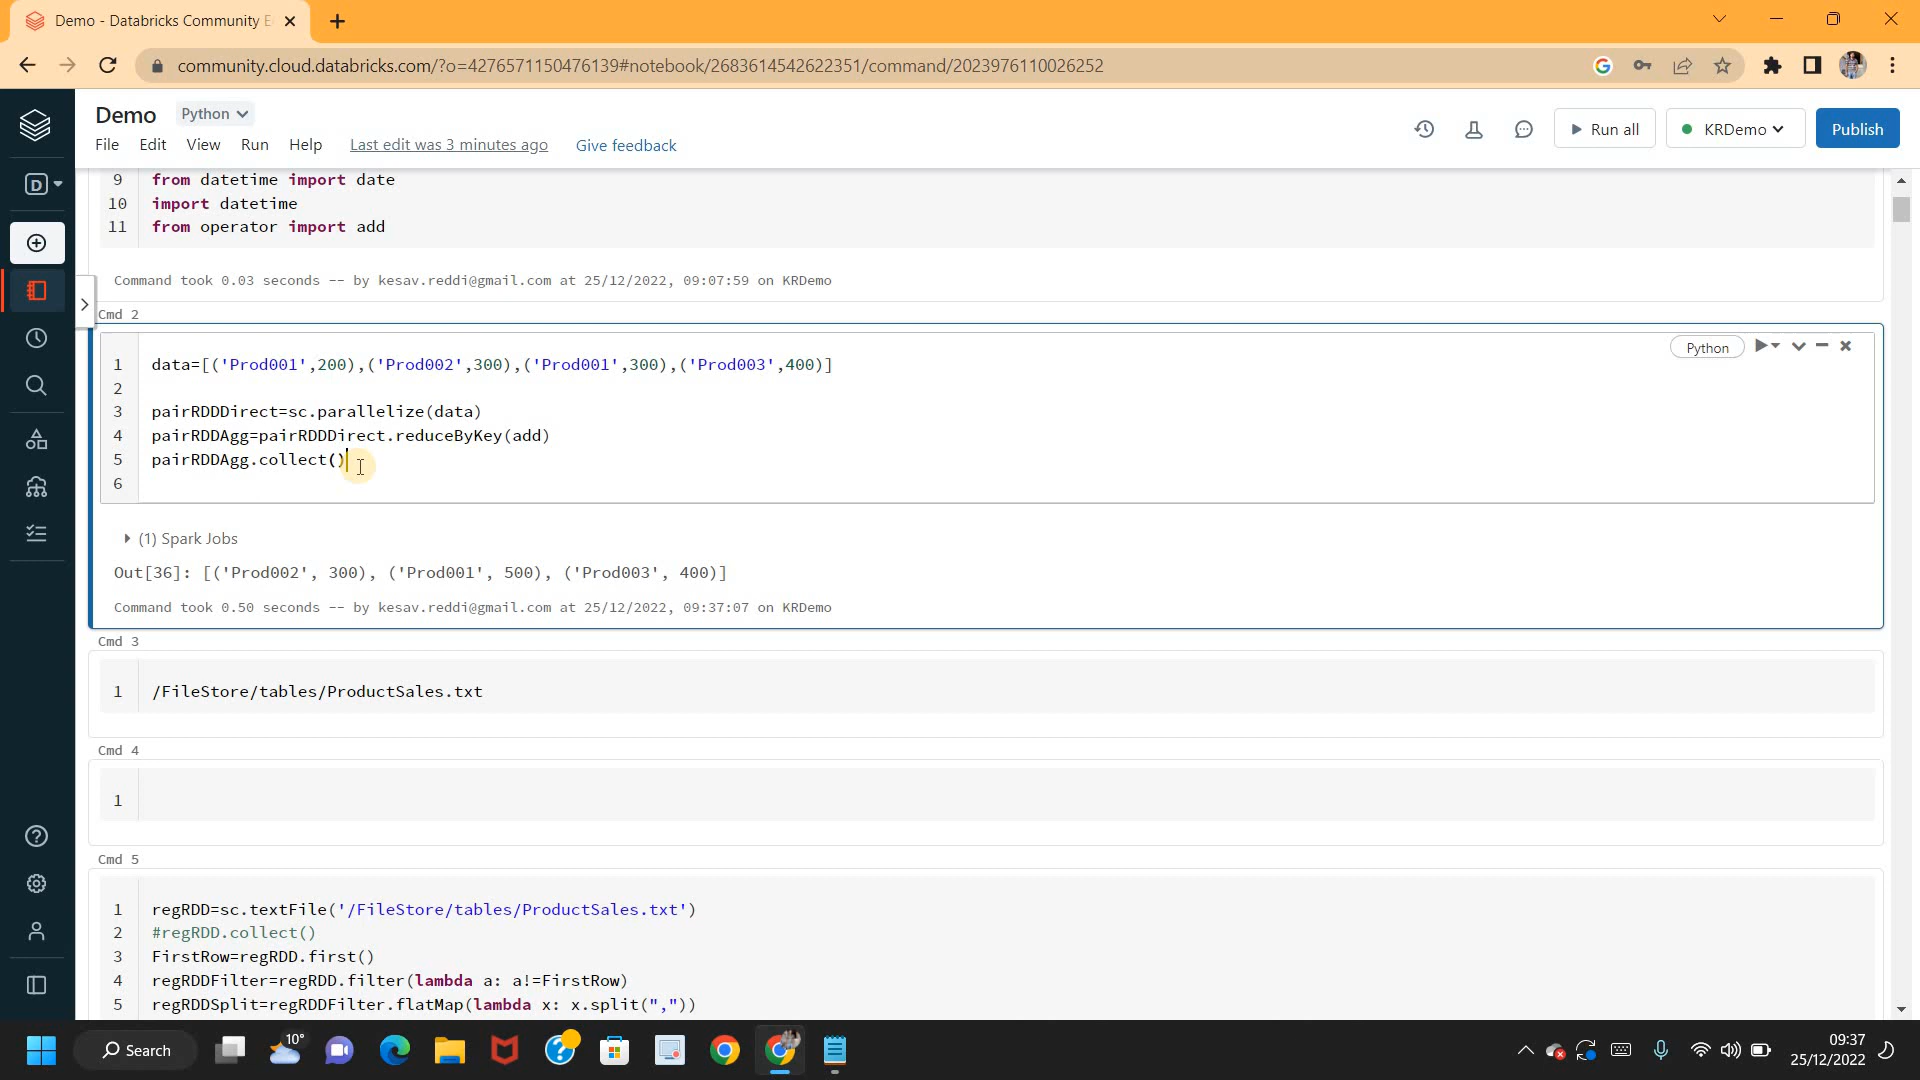 Demo - Databricks Community E
community.cloud.databricks.com/?o=4276571150476139#notebook/2683614542622351/command/2023976110026252
Demo Python
File Edit View Run Help Last edit was 3 minutes ago Give feedback
Run all KRDemo Publish
D
9 from datetime import date
10 import datetime
11 from operator import add
Command took 0.03 seconds -- by kesav.reddi@gmail.com at 25/12/2022, 09:07:59 on KRDemo
Cmd 2
Python
1 data=[('Prod001',200),('Prod002',300),('Prod001',300),('Prod003',400)]
2
3 pairRDDDirect=sc.parallelize(data)
4 pairRDDAgg=pairRDDDirect.reduceByKey(add)
5 pairRDDAgg.collect()
6
(1) Spark Jobs
Out[36]: [('Prod002', 300), ('Prod001', 500), ('Prod003', 400)]
Command took 0.50 seconds -- by kesav.reddi@gmail.com at 25/12/2022, 09:37:07 on KRDemo
Cmd 3
1 /FileStore/tables/ProductSales.txt
Cmd 4
1
Cmd 5
1 regRDD=sc.textFile('/FileStore/tables/ProductSales.txt')
2 #regRDD.collect()
3 FirstRow=regRDD.first()
4 regRDDFilter=regRDD.filter(lambda a: a!=FirstRow)
5 regRDDSplit=regRDDFilter.flatMap(lambda x: x.split(","))
Search
10°
09:37
25/12/2022